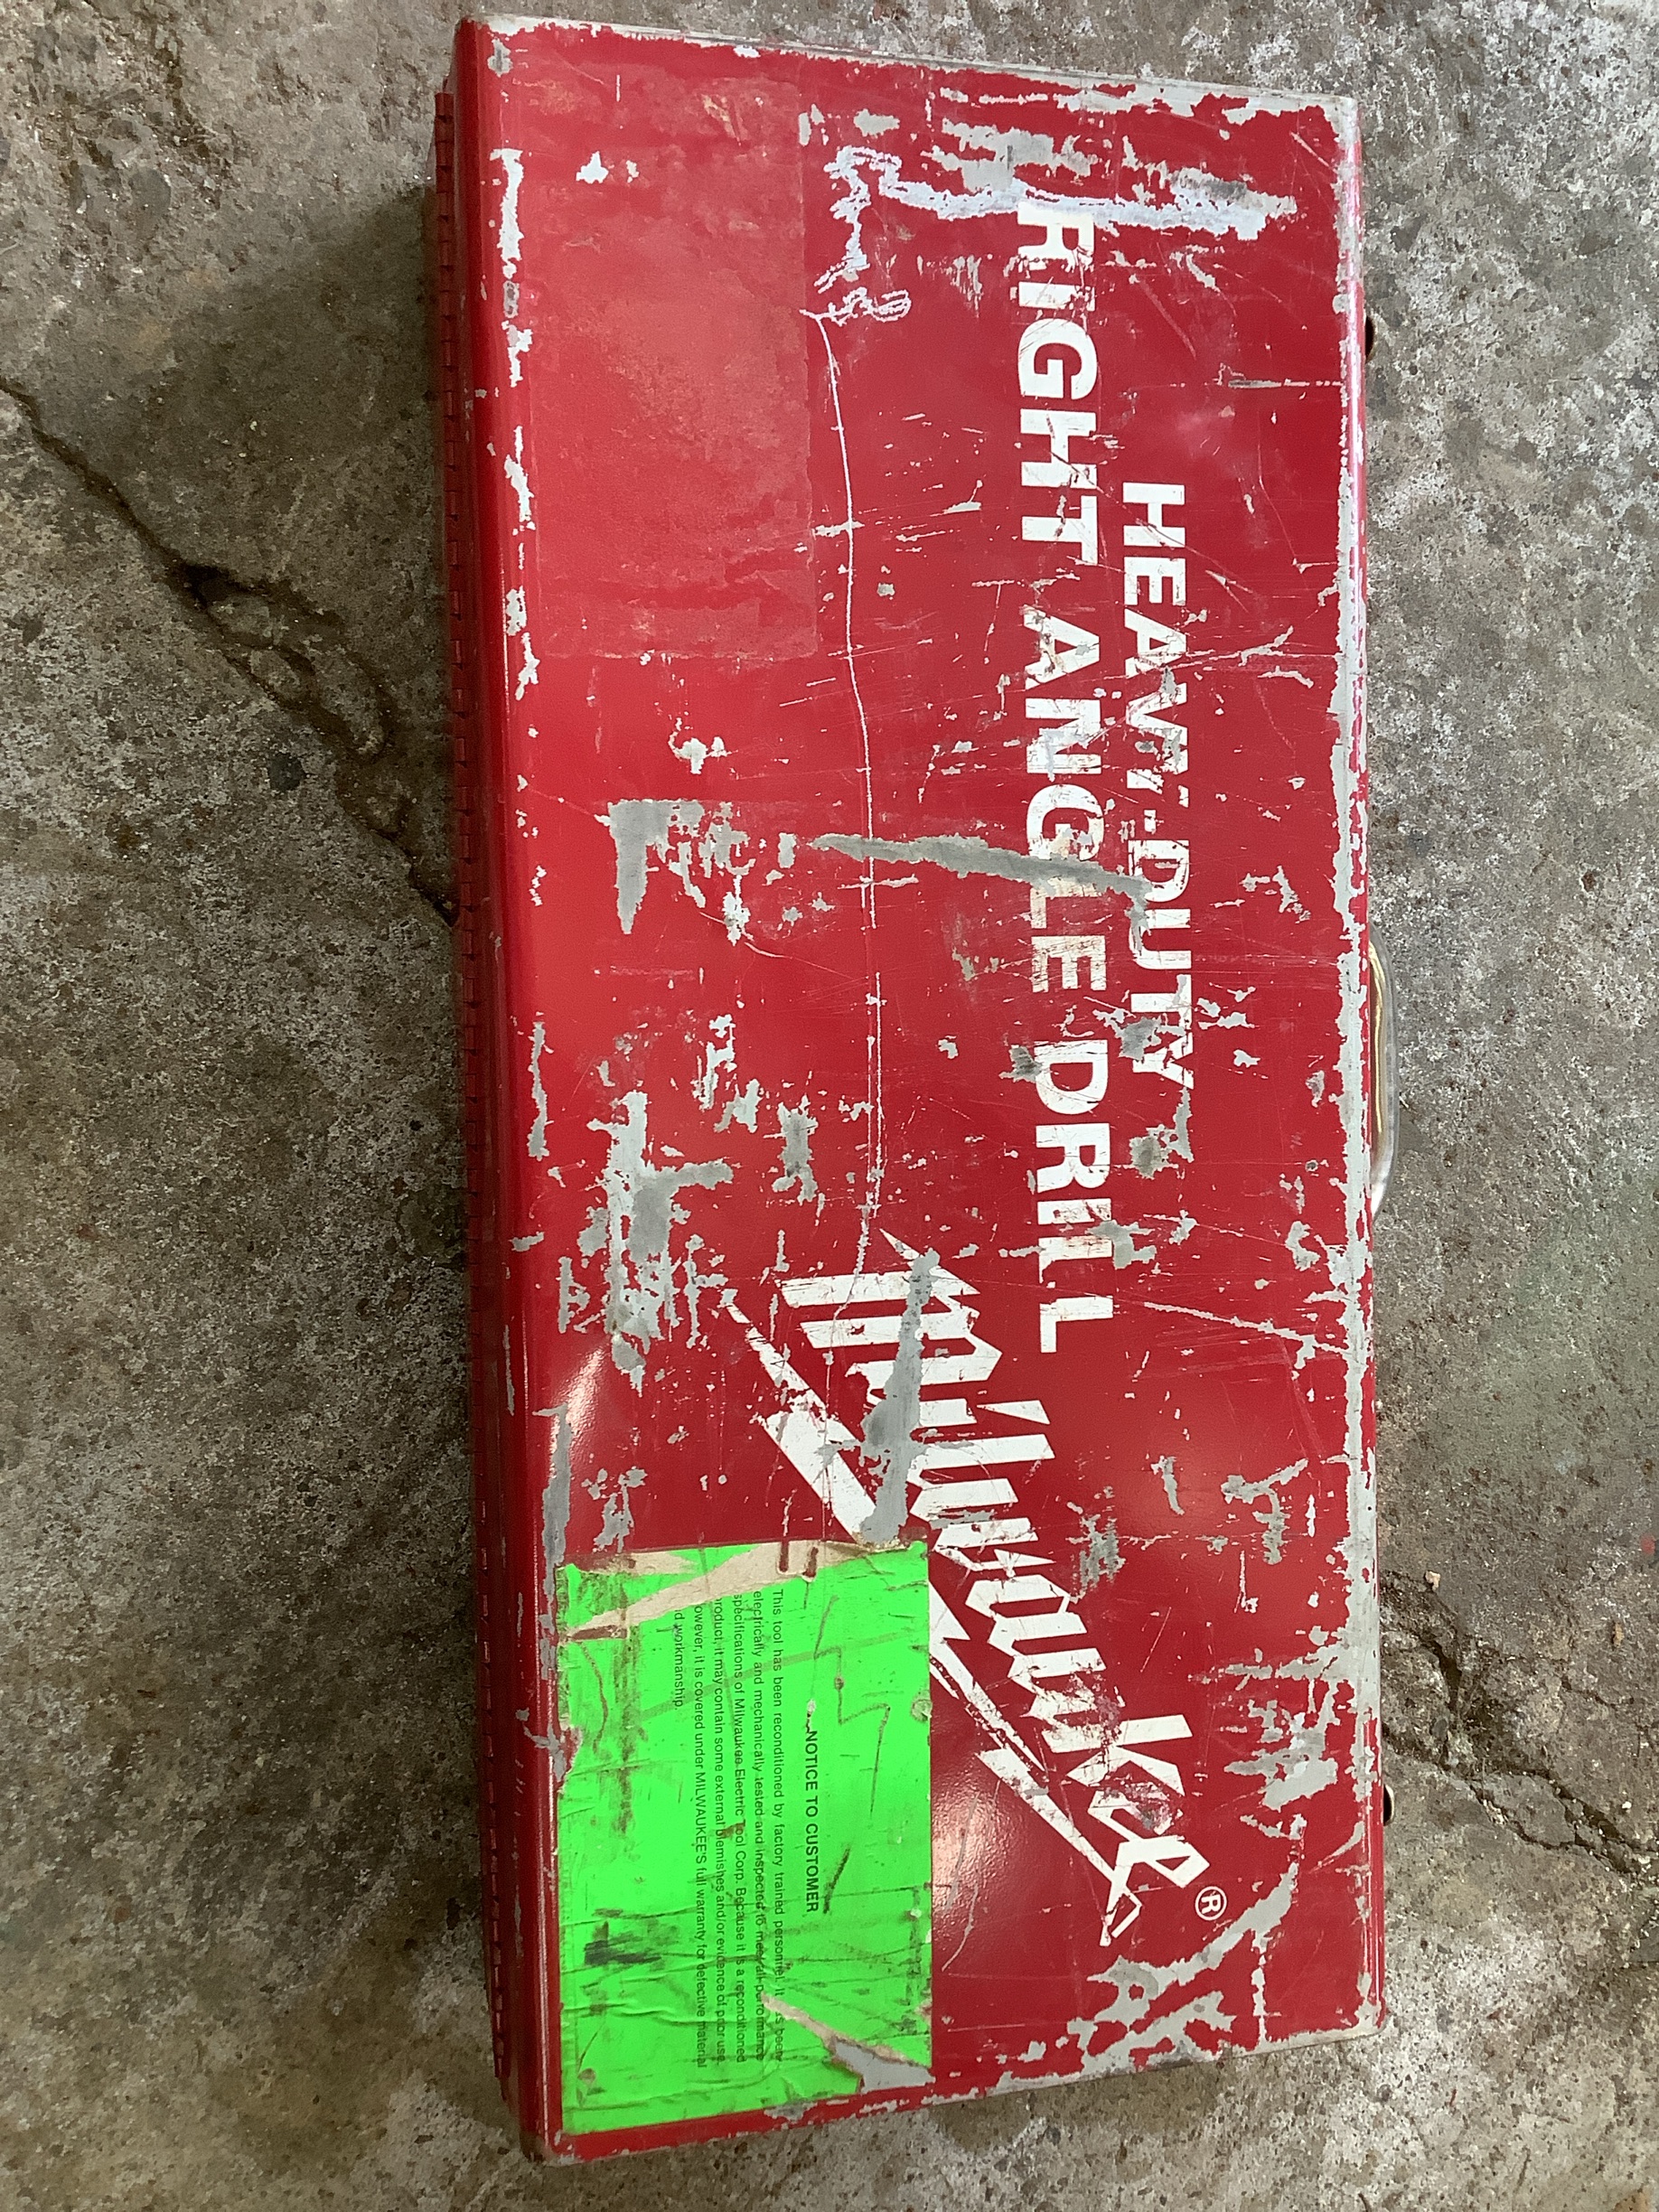 HEAVY-DUTY
RIGHT ANGLE DRILL
Milwaukee®
NOTICE TO CUSTOMER
This tool has been reconditioned by factory trained personnel. It has been
electrically and mechanically tested and inspected to meet all performance
specifications of Milwaukee Electric Tool Corp. Because it is a reconditioned
product, it may contain some external blemishes and/or evidence of prior use.
owever, it is covered under MILWAUKEE'S full warranty for defective material
d workmanship.